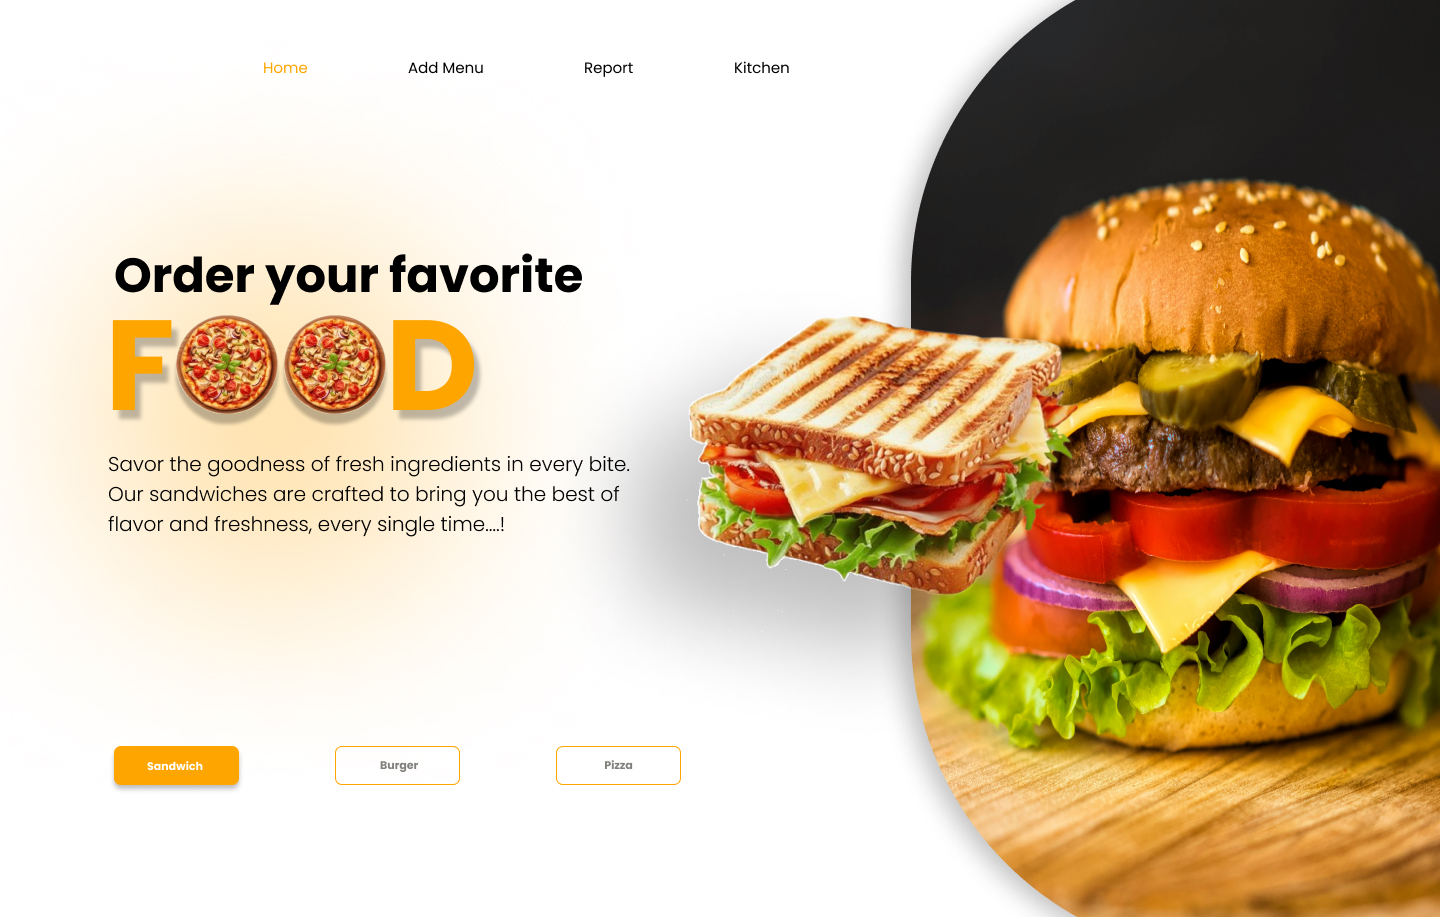 Home
Add Menu
Report
Kitchen
Order your favorite
FOOD
Savor the goodness of fresh ingredients in every bite.
Our sandwiches are crafted to bring you the best of
flavor and freshness, every single time....!
Sandwich
Burger
Pizza